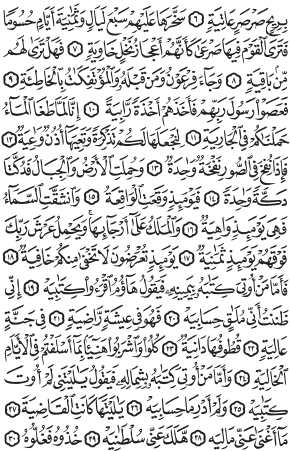 بِرِيحٍ صَرْصَرٍ عَاتِيَةٍ ٦ سَخَّرَهَا عَلَيْهِمْ سَبْعَ لَيَالٍ وَثَمَٰنِيَةَ أَيَّامٍ حُسُومًا
فَتَرَى ٱلْقَوْمَ فِيهَا صَرْعَىٰ كَأَنَّهُمْ أَعْجَازُ نَخْلٍ خَاوِيَةٍ ٧ فَهَلْ تَرَىٰ لَهُم
مِّنۢ بَاقِيَةٍ ٨ وَجَآءَ فِرْعَوْنُ وَمَن قَبْلَهُۥ وَٱلْمُؤْتَفِكَٰتُ بِٱلْخَاطِئَةِ ٩
فَعَصَوْا۟ رَسُولَ رَبِّهِمْ فَأَخَذَهُمْ أَخْذَةً رَّابِيَةً ١٠ إِنَّا لَمَّا طَغَا ٱلْمَآءُ
حَمَلْنَٰكُمْ فِى ٱلْجَارِيَةِ ١١ لِنَجْعَلَهَا لَكُمْ تَذْكِرَةً وَتَعِيَهَآ أُذُنٌ وَٰعِيَةٌ ١٢
فَإِذَا نُفِخَ فِى ٱلصُّورِ نَفْخَةٌ وَٰحِدَةٌ ١٣ وَحُمِلَتِ ٱلْأَرْضُ وَٱلْجِبَالُ فَدُكَّتَا
دَكَّةً وَٰحِدَةً ١٤ فَيَوْمَئِذٍ وَقَعَتِ ٱلْوَاقِعَةُ ١٥ وَٱنشَقَّتِ ٱلسَّمَآءُ
فَهِىَ يَوْمَئِذٍ وَاهِيَةٌ ١٦ وَٱلْمَلَكُ عَلَىٰٓ أَرْجَآئِهَا ۚ وَيَحْمِلُ عَرْشَ رَبِّكَ
فَوْقَهُمْ يَوْمَئِذٍ ثَمَٰنِيَةٌ ١٧ يَوْمَئِذٍ تُعْرَضُونَ لَا تَخْفَىٰ مِنكُمْ خَافِيَةٌ ١٨
فَأَمَّا مَنْ أُوتِىَ كِتَٰبَهُۥ بِيَمِينِهِۦ فَيَقُولُ هَآؤُمُ ٱقْرَءُوا۟ كِتَٰبِيَهْ ١٩ إِنِّى
ظَنَنتُ أَنِّى مُلَٰقٍ حِسَابِيَهْ ٢٠ فَهُوَ فِى عِيشَةٍ رَّاضِيَةٍ ٢١ فِى جَنَّةٍ
عَالِيَةٍ ٢٢ قُطُوفُهَا دَانِيَةٌ ٢٣ كُلُوا۟ وَٱشْرَبُوا۟ هَنِيٓـًٔۢا بِمَآ أَسْلَفْتُمْ فِى ٱلْأَيَّامِ
ٱلْخَالِيَةِ ٢٤ وَأَمَّا مَنْ أُوتِىَ كِتَٰبَهُۥ بِشِمَالِهِۦ فَيَقُولُ يَٰلَيْتَنِى لَمْ أُوتَ
كِتَٰبِيَهْ ٢٥ وَلَمْ أَدْرِ مَا حِسَابِيَهْ ٢٦ يَٰلَيْتَهَا كَانَتِ ٱلْقَاضِيَةَ ٢٧
مَآ أَغْنَىٰ عَنِّى مَالِيَهْ ۜ ٢٨ هَلَكَ عَنِّى سُلْطَٰنِيَهْ ٢٩ خُذُوهُ فَغُلُّوهُ ٣٠